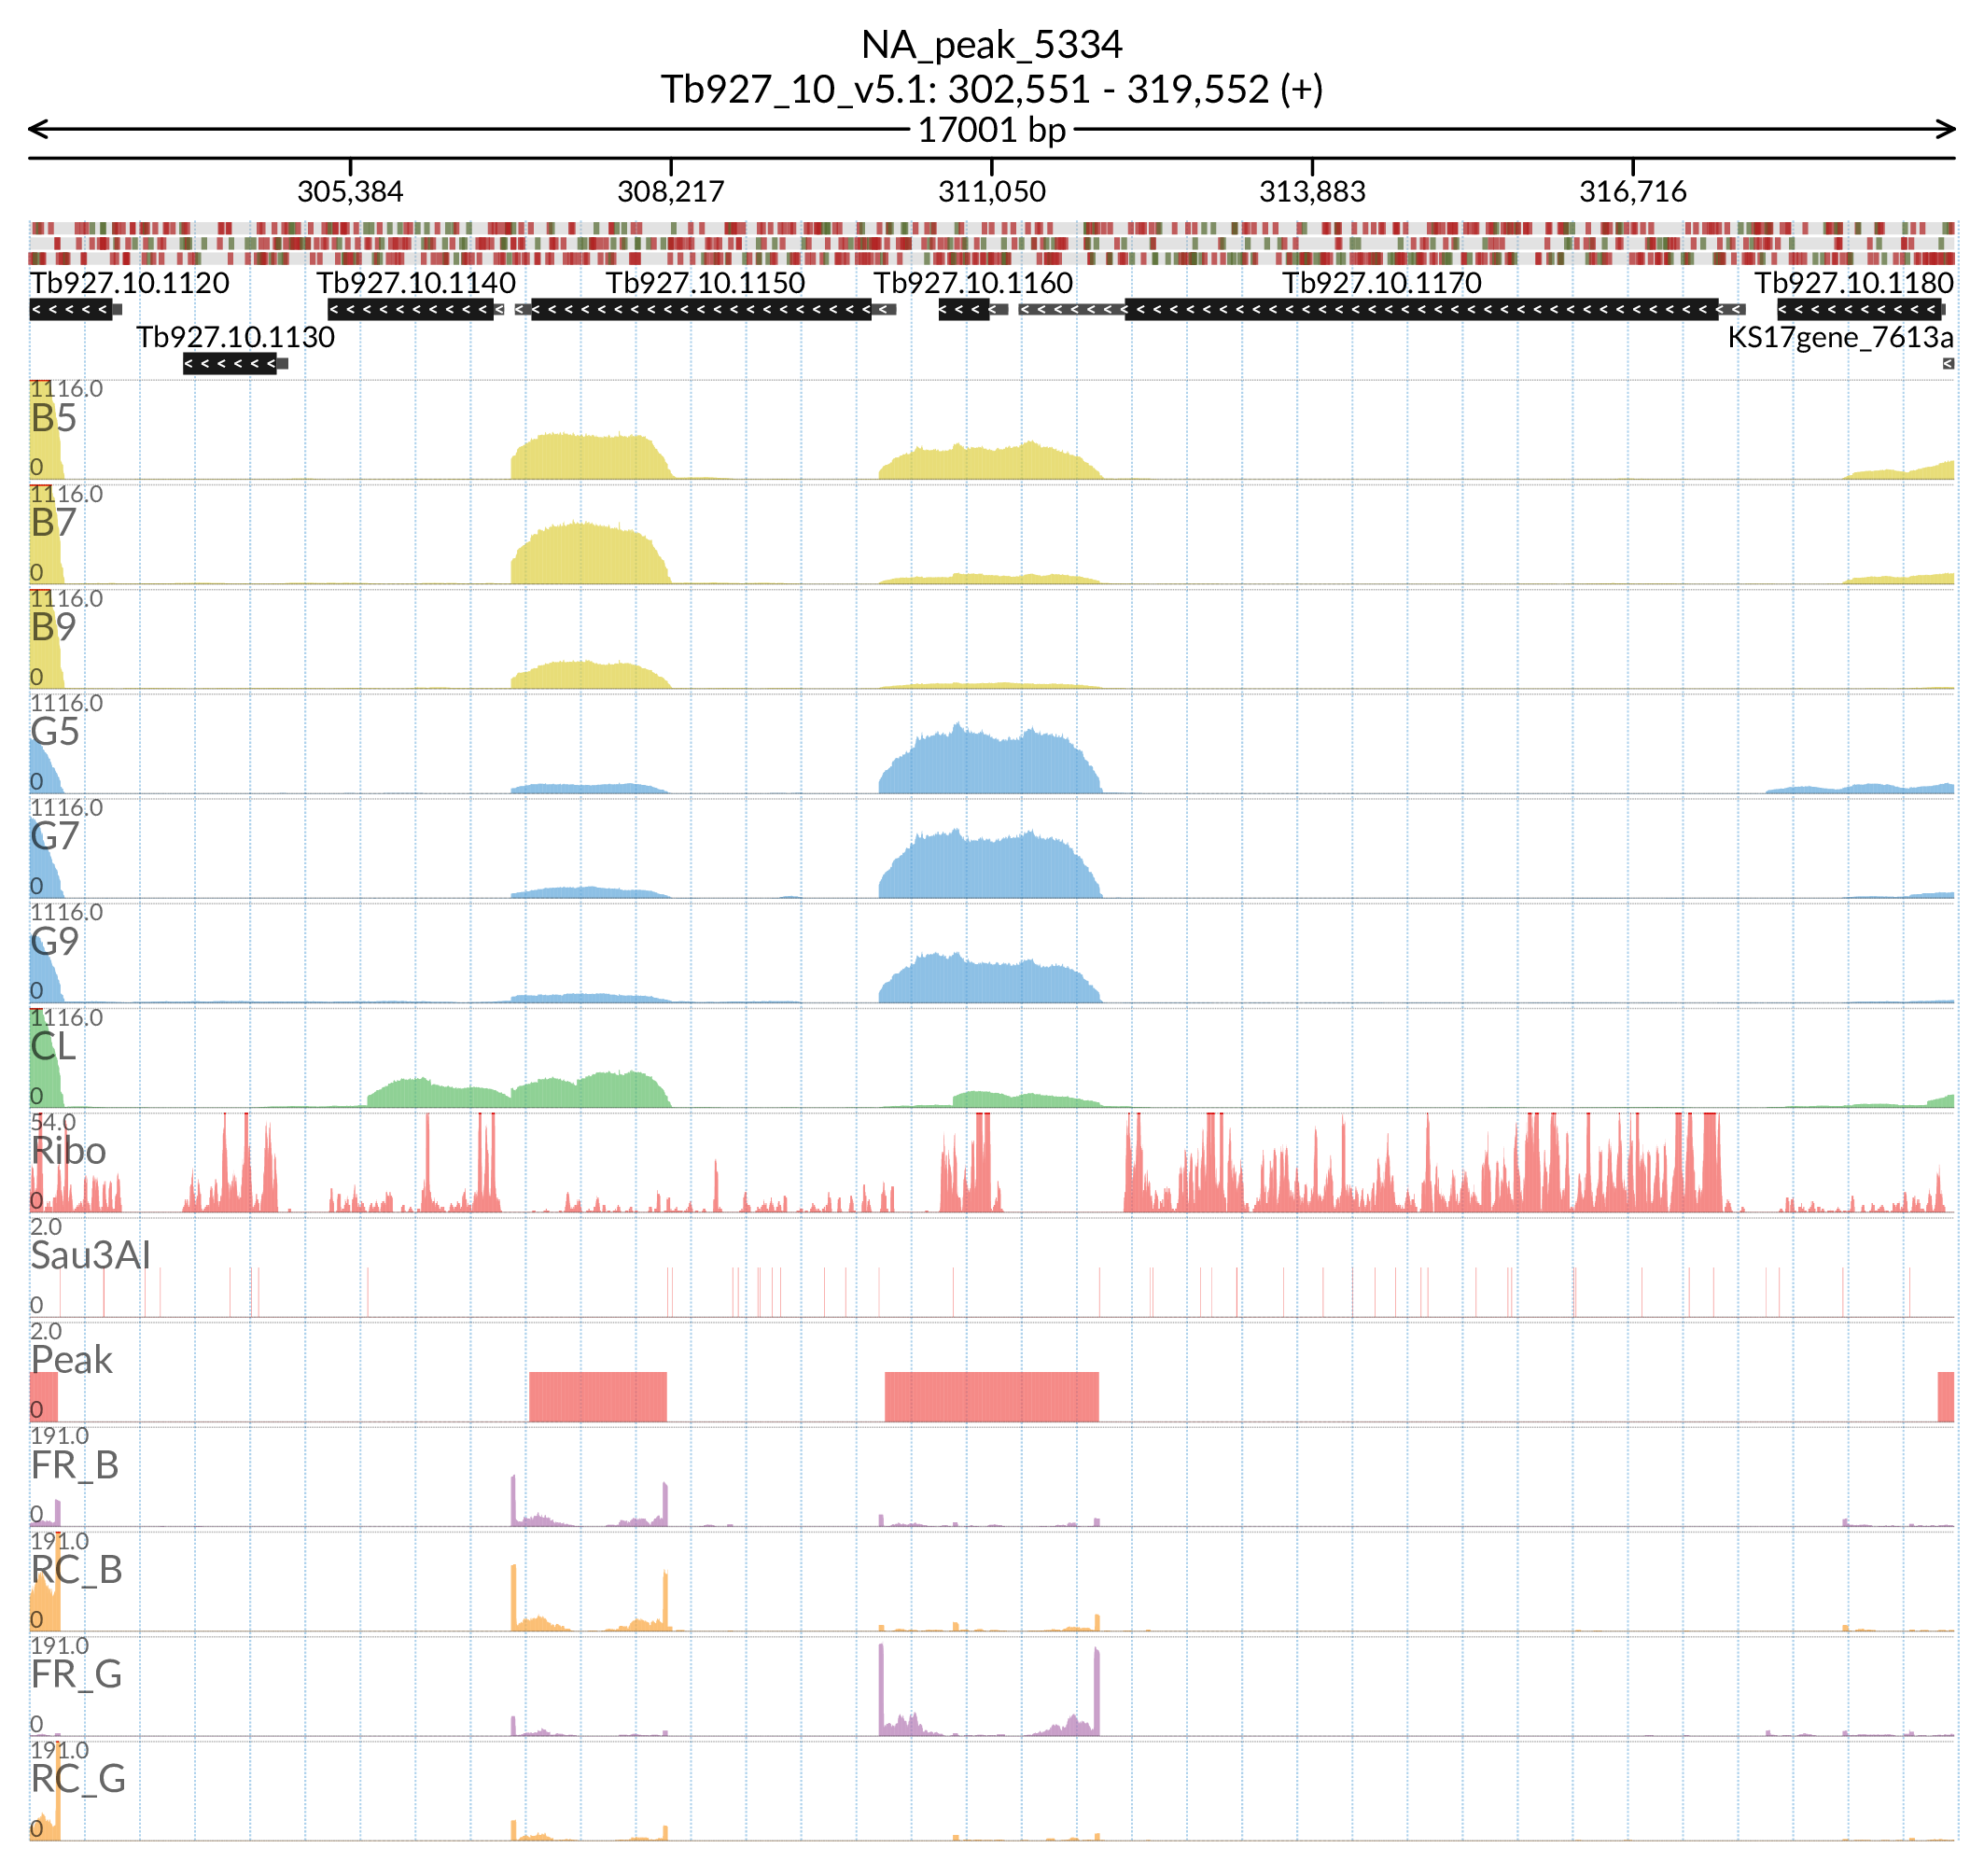 NA_peak_5334
Tb927_10_v5.1: 302,551 - 319,552 (+)
17001 bp
305,384 308,217 311,050 313,883 316,716
Tb927.10.1120 Tb927.10.1140 Tb927.10.1150 Tb927.10.1160 Tb927.10.1170 Tb927.10.1180
Tb927.10.1130 KS17gene_7613a
1116.0
B5
0
1116.0
B7
0
1116.0
B9
0
1116.0
G5
0
1116.0
G7
0
1116.0
G9
0
1116.0
CL
0
54.0
Ribo
0
2.0
Sau3AI
0
2.0
Peak
0
191.0
FR_B
0
191.0
RC_B
0
191.0
FR_G
0
191.0
RC_G
0